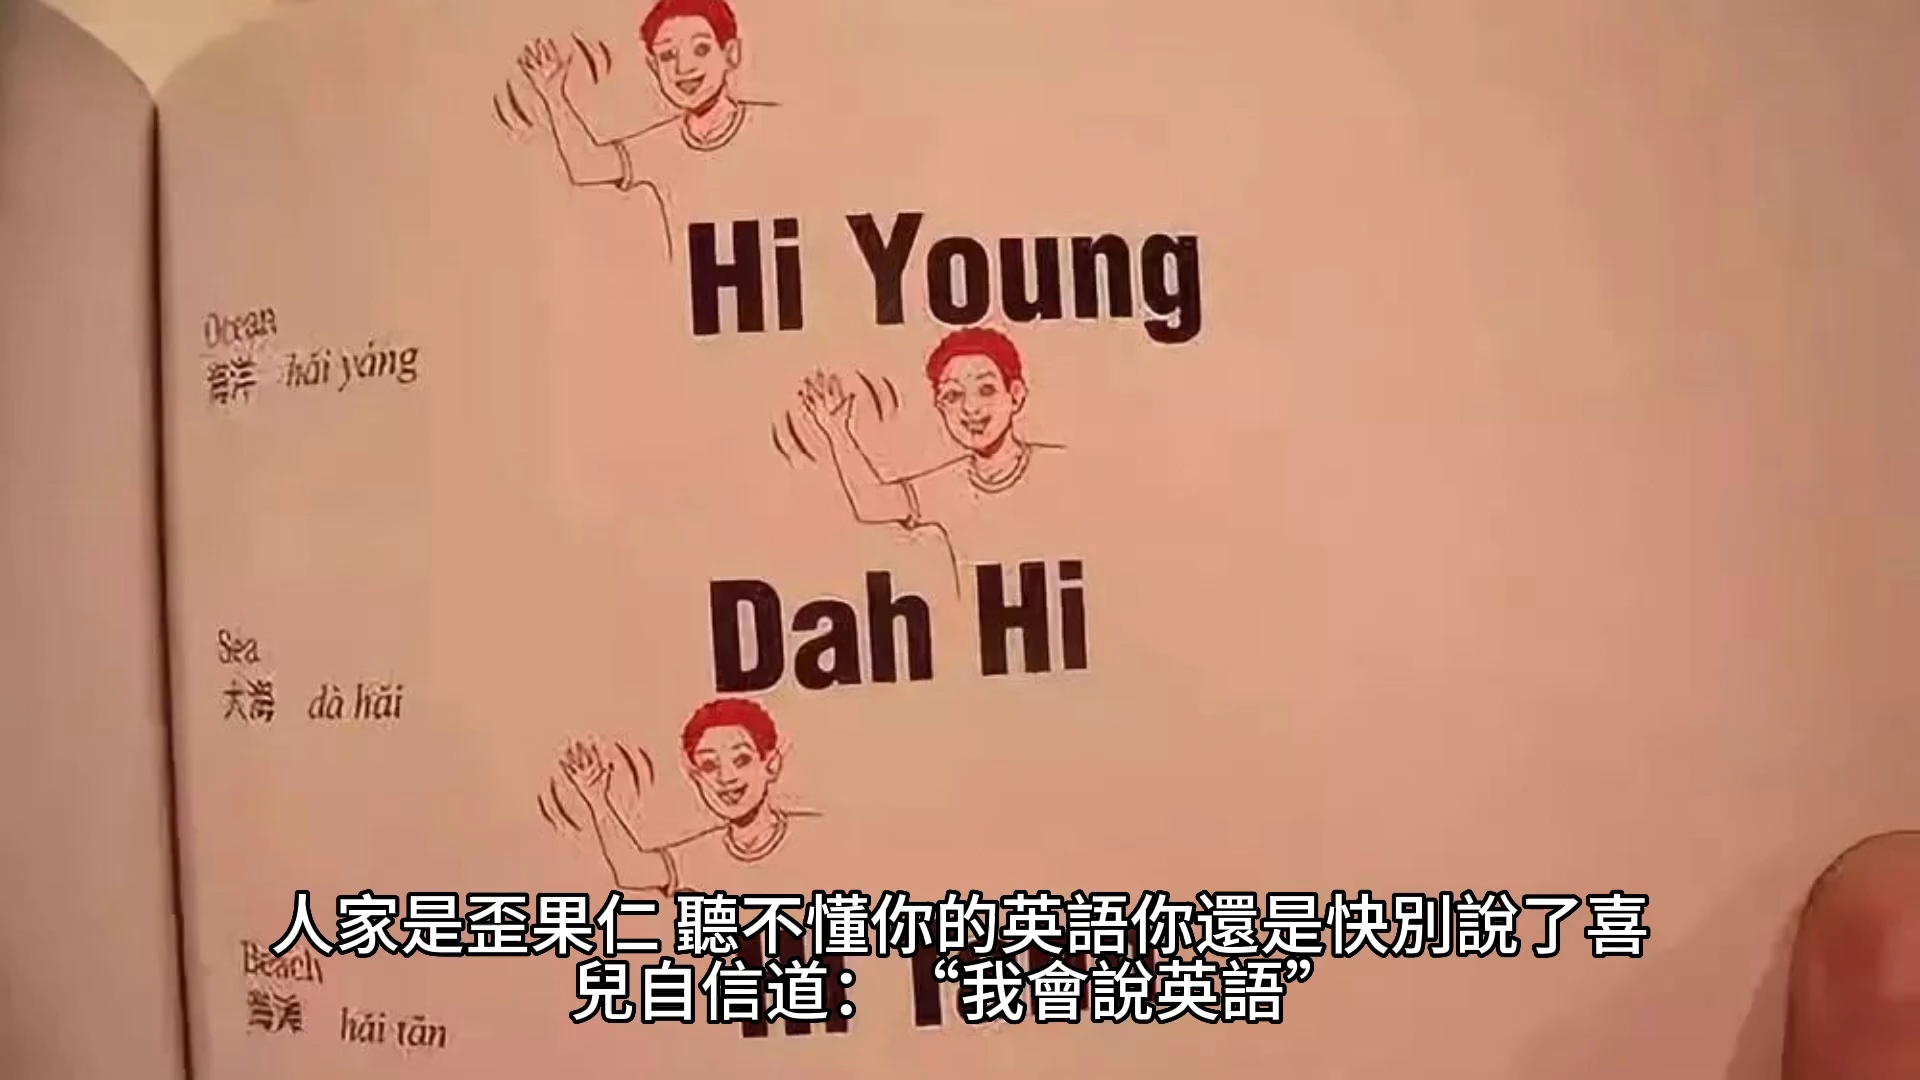 Hi Young
Ocean
海洋 hǎi yáng
Dah Hi
Sea
大海 dà hǎi
Beach
hǎi tān
人家是歪果仁 聽不懂你的英語你還是快別說了喜
兒自信道：“我會說英語”